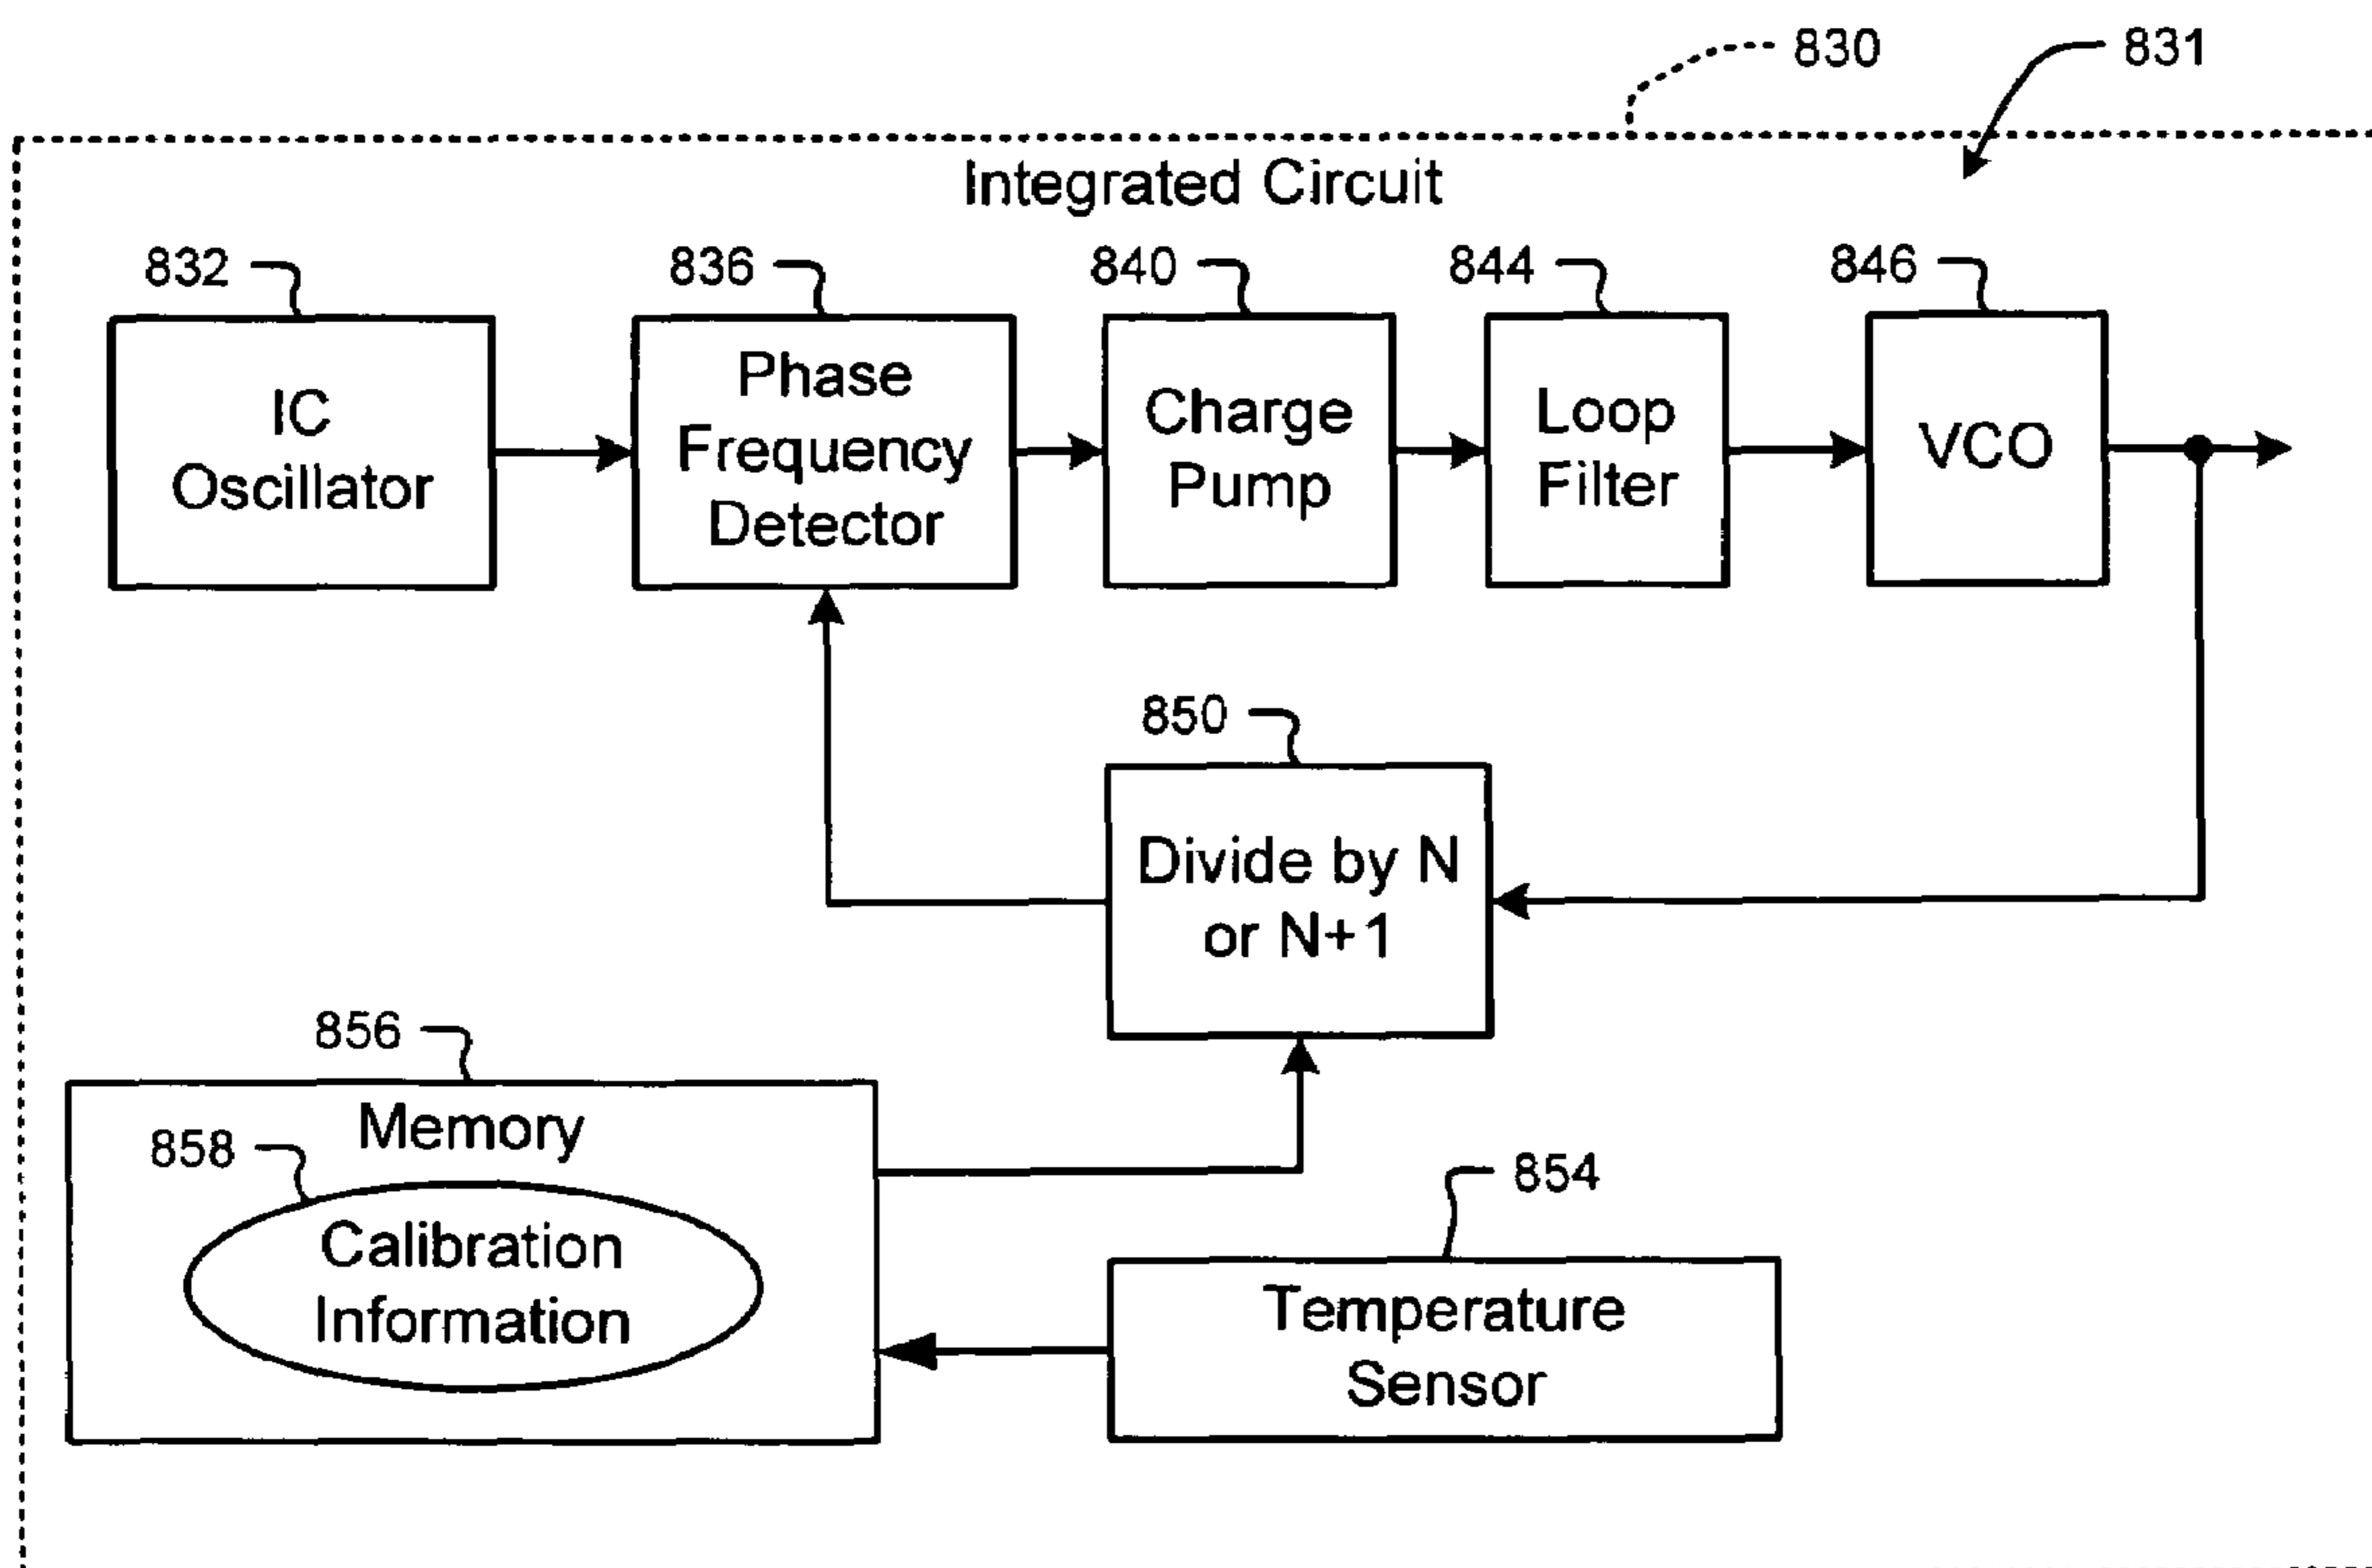 830
831
Integrated Circuit
832
836
840
844
846
IC
Oscillator
Phase
Frequency
Detector
Charge
Pump
Loop
Filter
VCO
850
Divide by N
or N+1
856
Memory
858
Calibration
Information
854
Temperature
Sensor